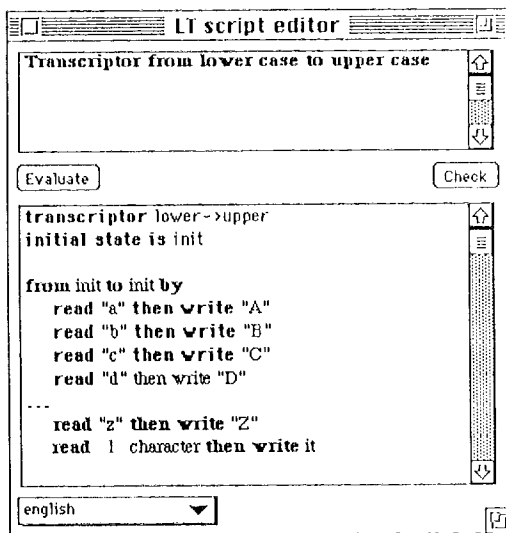 LT script editor
Transcriptor from lower case to upper case
Evaluate
Check
transcriptor lower->upper
initial state is init
from init to init by
read "a" then write "A"
read "b" then write "B"
read "c" then write "C"
read "d" then write "D"
...
read "z" then write "Z"
read 1 character then write it
english